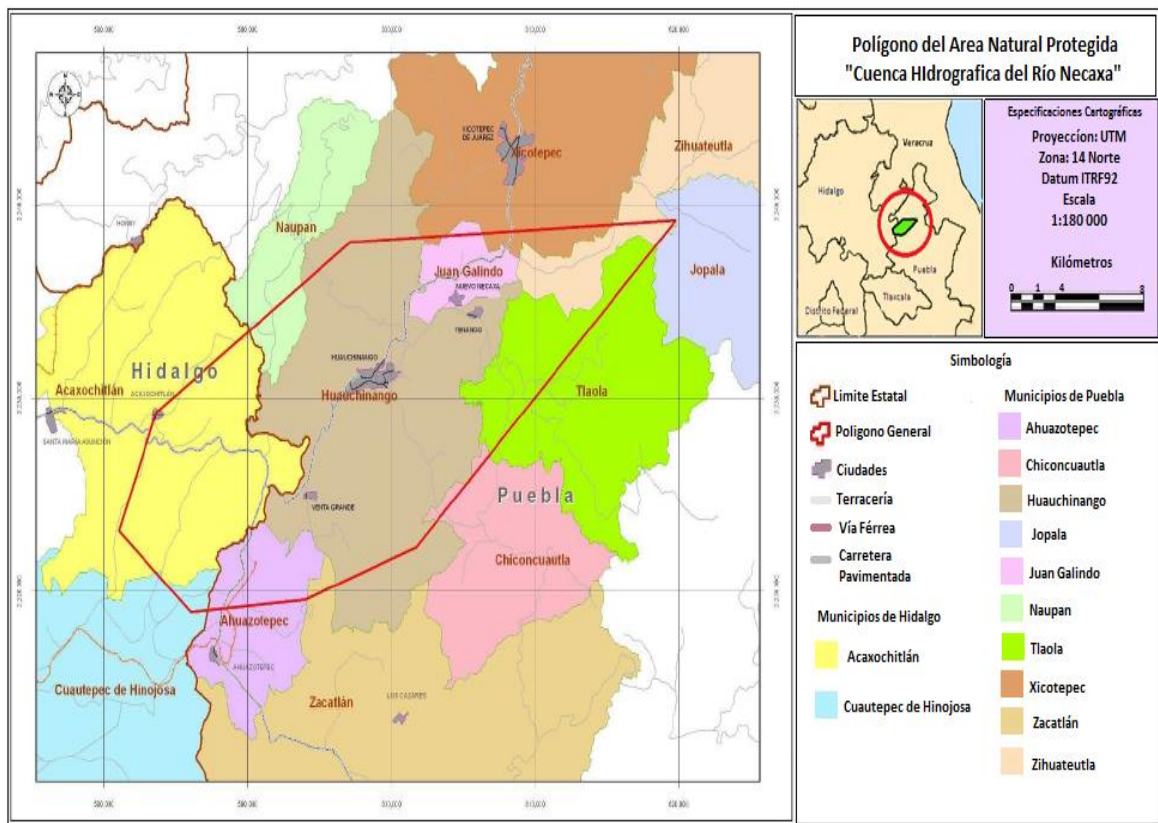 Polígono del Area Natural Protegida
"Cuenca HIdrografica del Río Necaxa"
Especificaciones Cartográficas
Proyeccíon: UTM
Zona: 14 Norte
Datum ITRF92
Escala
1:180 000
Kilómetros
0 1 4 8
Veracruz
Hidalgo
Puebla
Tlaxcala
Distrito Federal
Simbología
Limite Estatal
Poligono General
Ciudades
Terracería
Vía Férrea
Carretera
Pavimentada
Municipios de Hidalgo
Acaxochitlán
Cuautepec de Hinojosa
Municipios de Puebla
Ahuazotepec
Chiconcuautla
Huauchinango
Jopala
Juan Galindo
Naupan
Tlaola
Xicotepec
Zacatlán
Zihuateutla
N
XICOTEPEC
DE JUAREZ
Xicotepec
Zihuateutla
Naupan
HONEY
Juan Galindo
NUEVO NECAXA
TENANGO
Jopala
Hidalgo
Acaxochitlán
ACAXOCHITLÁN
HUAUCHINANGO
Huauchinango
Tlaola
SANTA MARIA ASUNCION
VENTA GRANDE
Puebla
Chiconcuautla
Ahuazotepec
AHUAZOTEPEC
Cuautepec de Hinojosa
Zacatlán